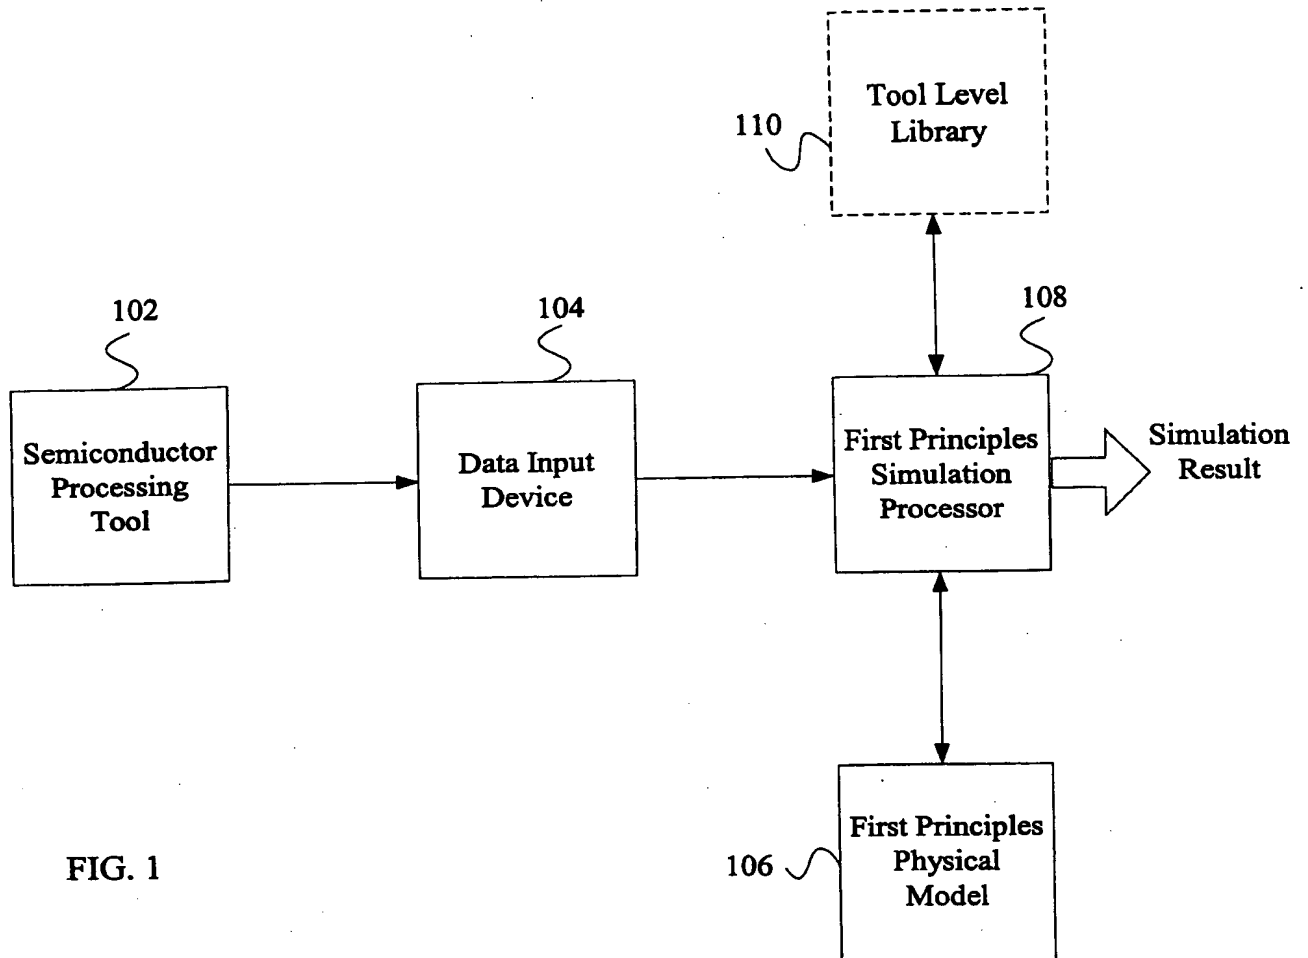 Tool Level
Library
110
102
104
108
Semiconductor
Processing
Tool
Data Input
Device
First Principles
Simulation
Processor
Simulation
Result
First Principles
Physical
Model
106
FIG. 1